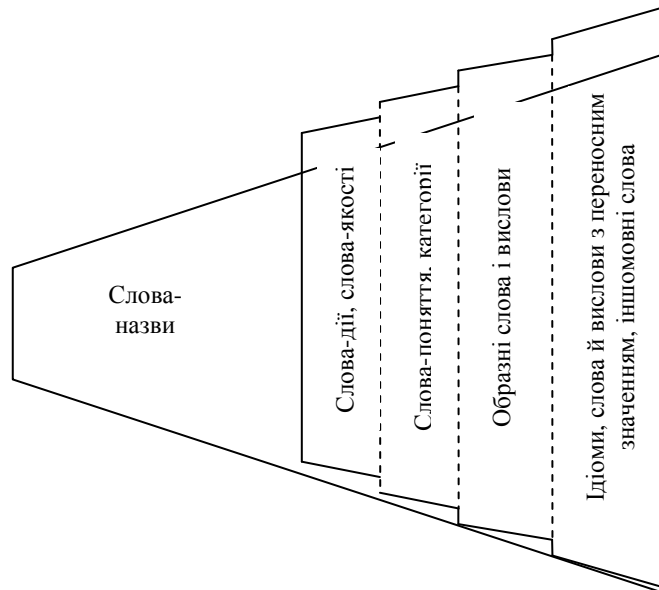 Слова-
назви
Слова-дії, слова-якості
Слова-поняття. категорії
Образні слова і вислови
Ідіоми, слова й вислови з переносним
значенням, іншомовні слова